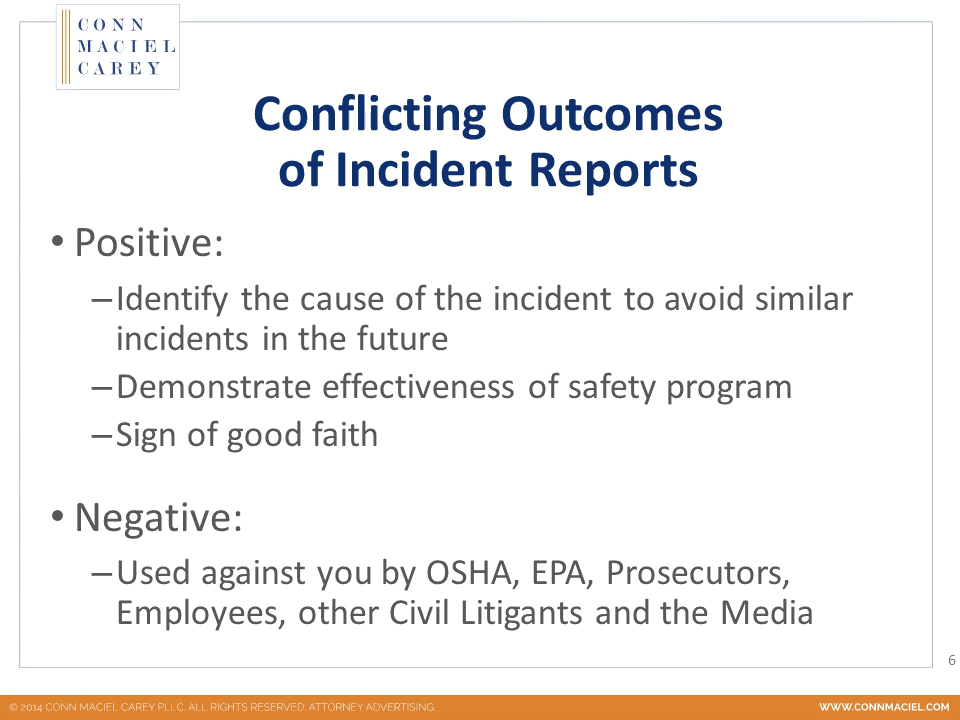 CONN
MACIEL
CAREY
Conflicting Outcomes
of Incident Reports
• Positive:
–Identify the cause of the incident to avoid similar
incidents in the future
–Demonstrate effectiveness of safety program
–Sign of good faith
• Negative:
–Used against you by OSHA, EPA, Prosecutors,
Employees, other Civil Litigants and the Media
6
© 2014 CONN MACIEL CAREY PLLC. ALL RIGHTS RESERVED. ATTORNEY ADVERTISING.
WWW.CONNMACIEL.COM